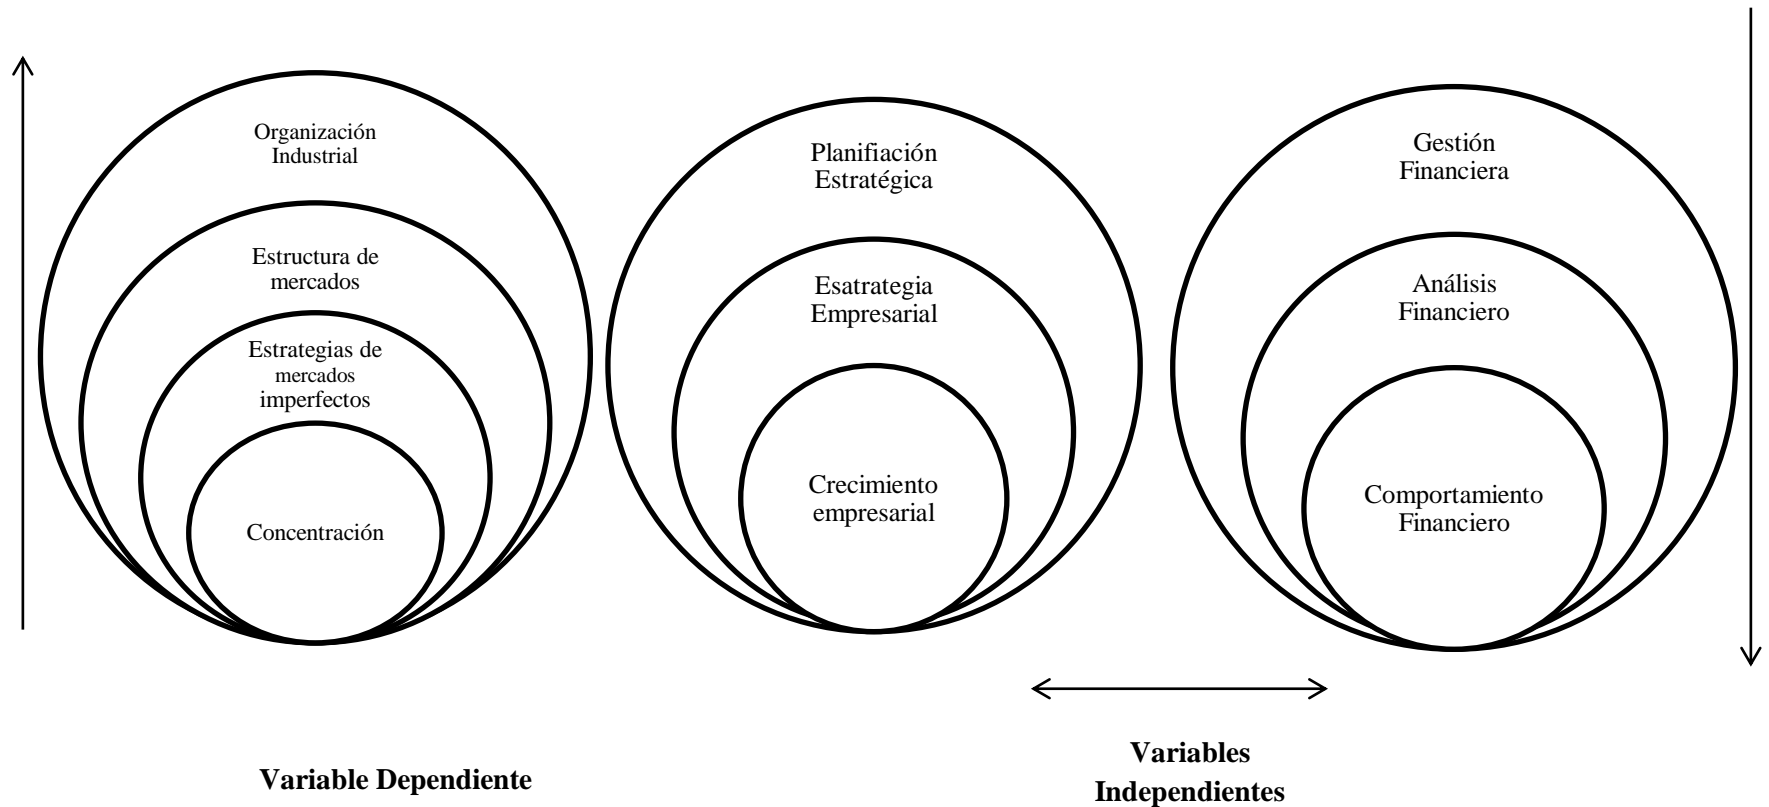 Organización
Industrial
Estructura de
mercados
Estrategias de
mercados
imperfectos
Concentración
Planifiación
Estratégica
Esatrategia
Empresarial
Crecimiento
empresarial
Gestión
Financiera
Análisis
Financiero
Comportamiento
Financiero
Variable Dependiente
Variables
Independientes